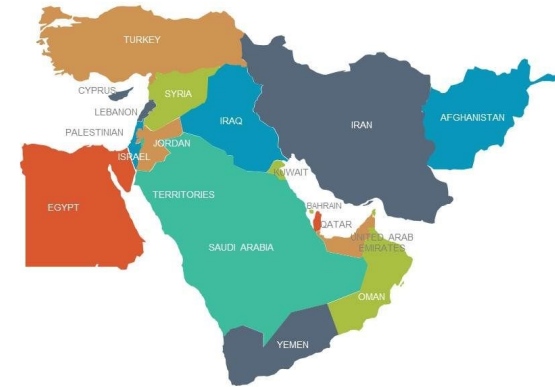 TURKEY
CYPRUS
SYRIA
LEBANON
IRAQ
IRAN
AFGHANISTAN
PALESTINIAN
JORDAN
ISRAEL
KUWAIT
TERRITORIES
EGYPT
BAHRAIN
QATAR
SAUDI ARABIA
UNITED ARAB
EMIRATES
OMAN
YEMEN